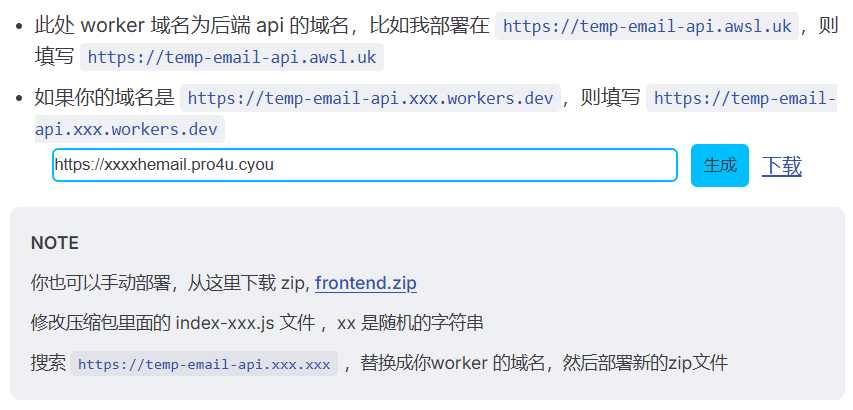 此处 worker 域名为后端 api 的域名，比如我部署在 https://temp-email-api.awsl.uk ，则
填写 https://temp-email-api.awsl.uk
如果你的域名是 https://temp-email-api.xxx.workers.dev ，则填写 https://temp-email-
api.xxx.workers.dev
https://xxxxhemail.pro4u.cyou 生成 下载
NOTE
你也可以手动部署，从这里下载 zip, frontend.zip
修改压缩包里面的 index-xxx.js 文件 ，xx 是随机的字符串
搜索 https://temp-email-api.xxx.xxx ，替换成你worker 的域名，然后部署新的zip文件